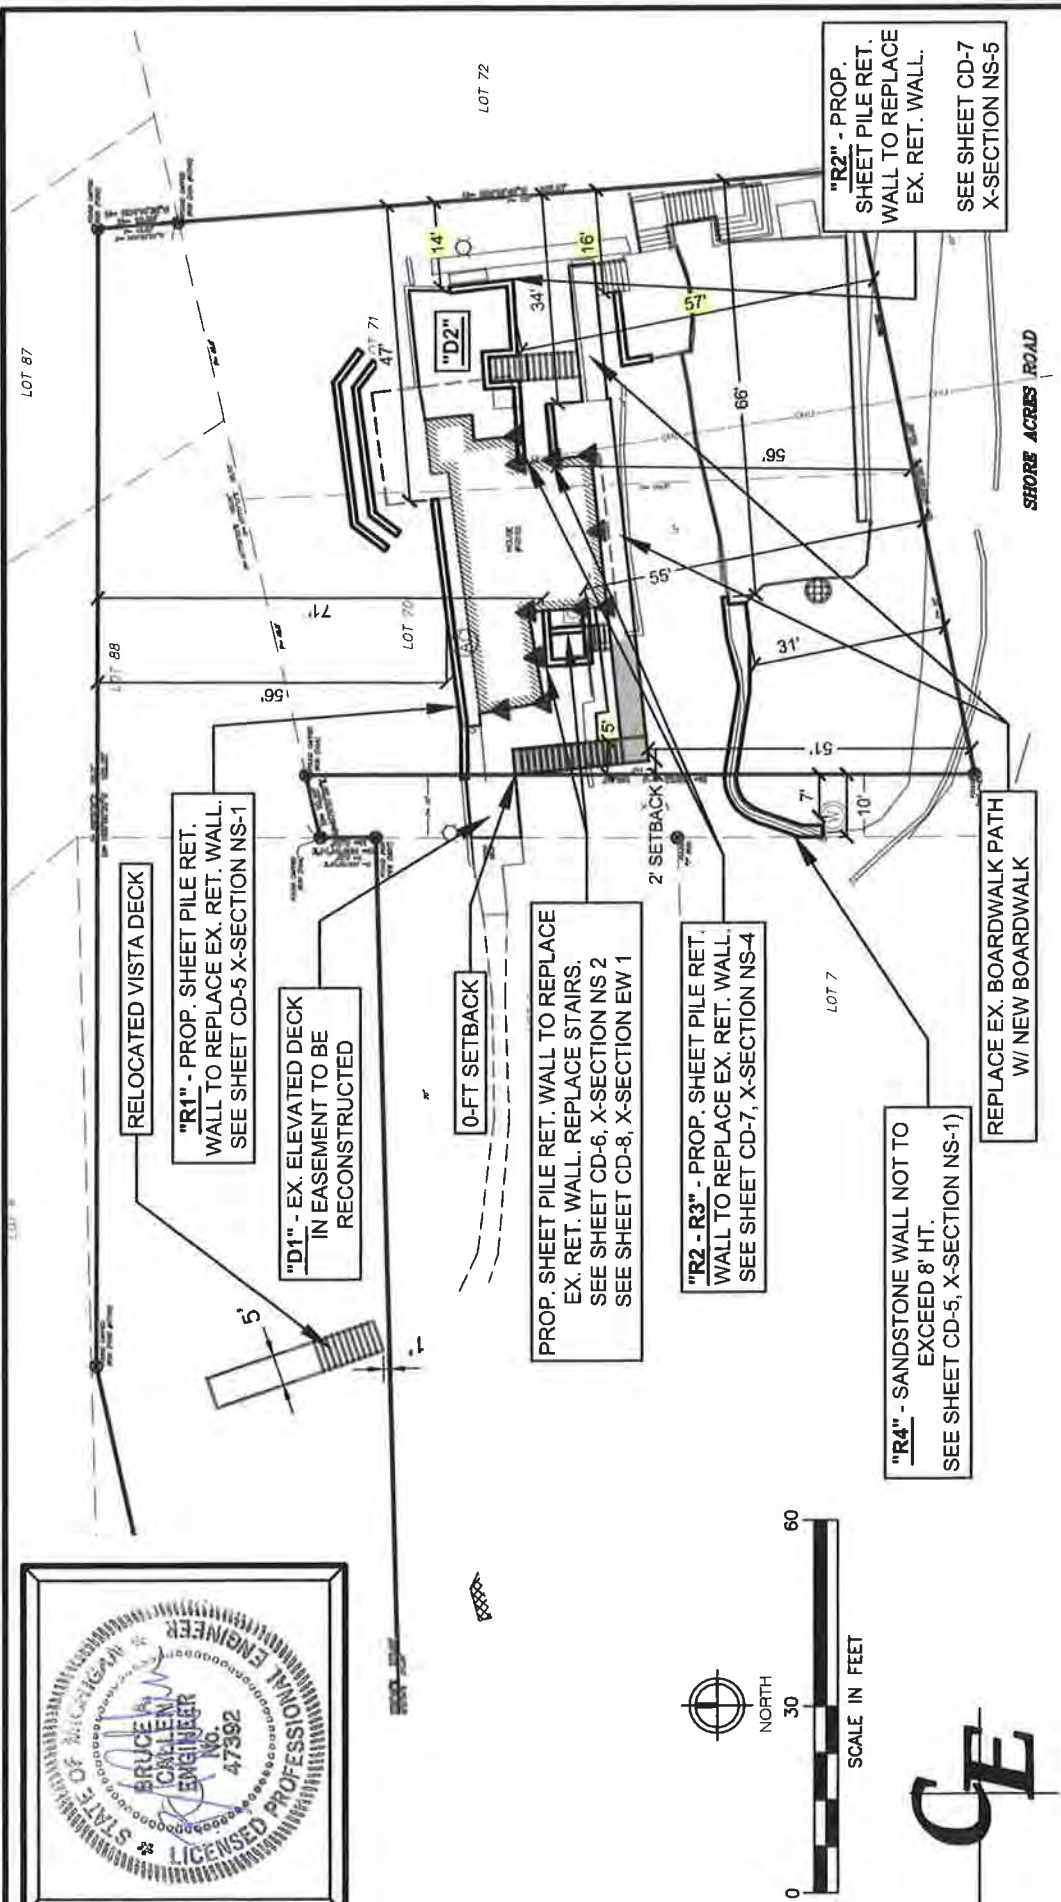 LOT 87
LOT 72
"R2" - PROP.
SHEET PILE RET.
WALL TO REPLACE
EX. RET. WALL.
SEE SHEET CD-7
X-SECTION NS-5
14'
16'
34'
57'
47'
LOT 71
"D2"
66'
56'
55'
31'
SHORE ACRES ROAD
HOUSE
71'
LOT 70
LOT 88
56'
5'
51'
7'
10'
2' SETBACK
RELOCATED VISTA DECK
"R1" - PROP. SHEET PILE RET.
WALL TO REPLACE EX. RET. WALL.
SEE SHEET CD-5 X-SECTION NS-1
"D1" - EX. ELEVATED DECK
IN EASEMENT TO BE
RECONSTRUCTED
0-FT SETBACK
PROP. SHEET PILE RET. WALL TO REPLACE
EX. RET. WALL. REPLACE STAIRS.
SEE SHEET CD-6, X-SECTION NS 2
SEE SHEET CD-8, X-SECTION EW 1
"R2 - R3" - PROP. SHEET PILE RET.
WALL TO REPLACE EX. RET. WALL.
SEE SHEET CD-7, X-SECTION NS-4
LOT 7
"R4" - SANDSTONE WALL NOT TO
EXCEED 8' HT.
SEE SHEET CD-5, X-SECTION NS-1)
REPLACE EX. BOARDWALK PATH
W/ NEW BOARDWALK
5'
1'
STATE OF MICHIGAN
BRUCE
CALLEN
ENGINEER
NO.
47392
LICENSED PROFESSIONAL ENGINEER
NORTH
0 30 60
SCALE IN FEET
CE